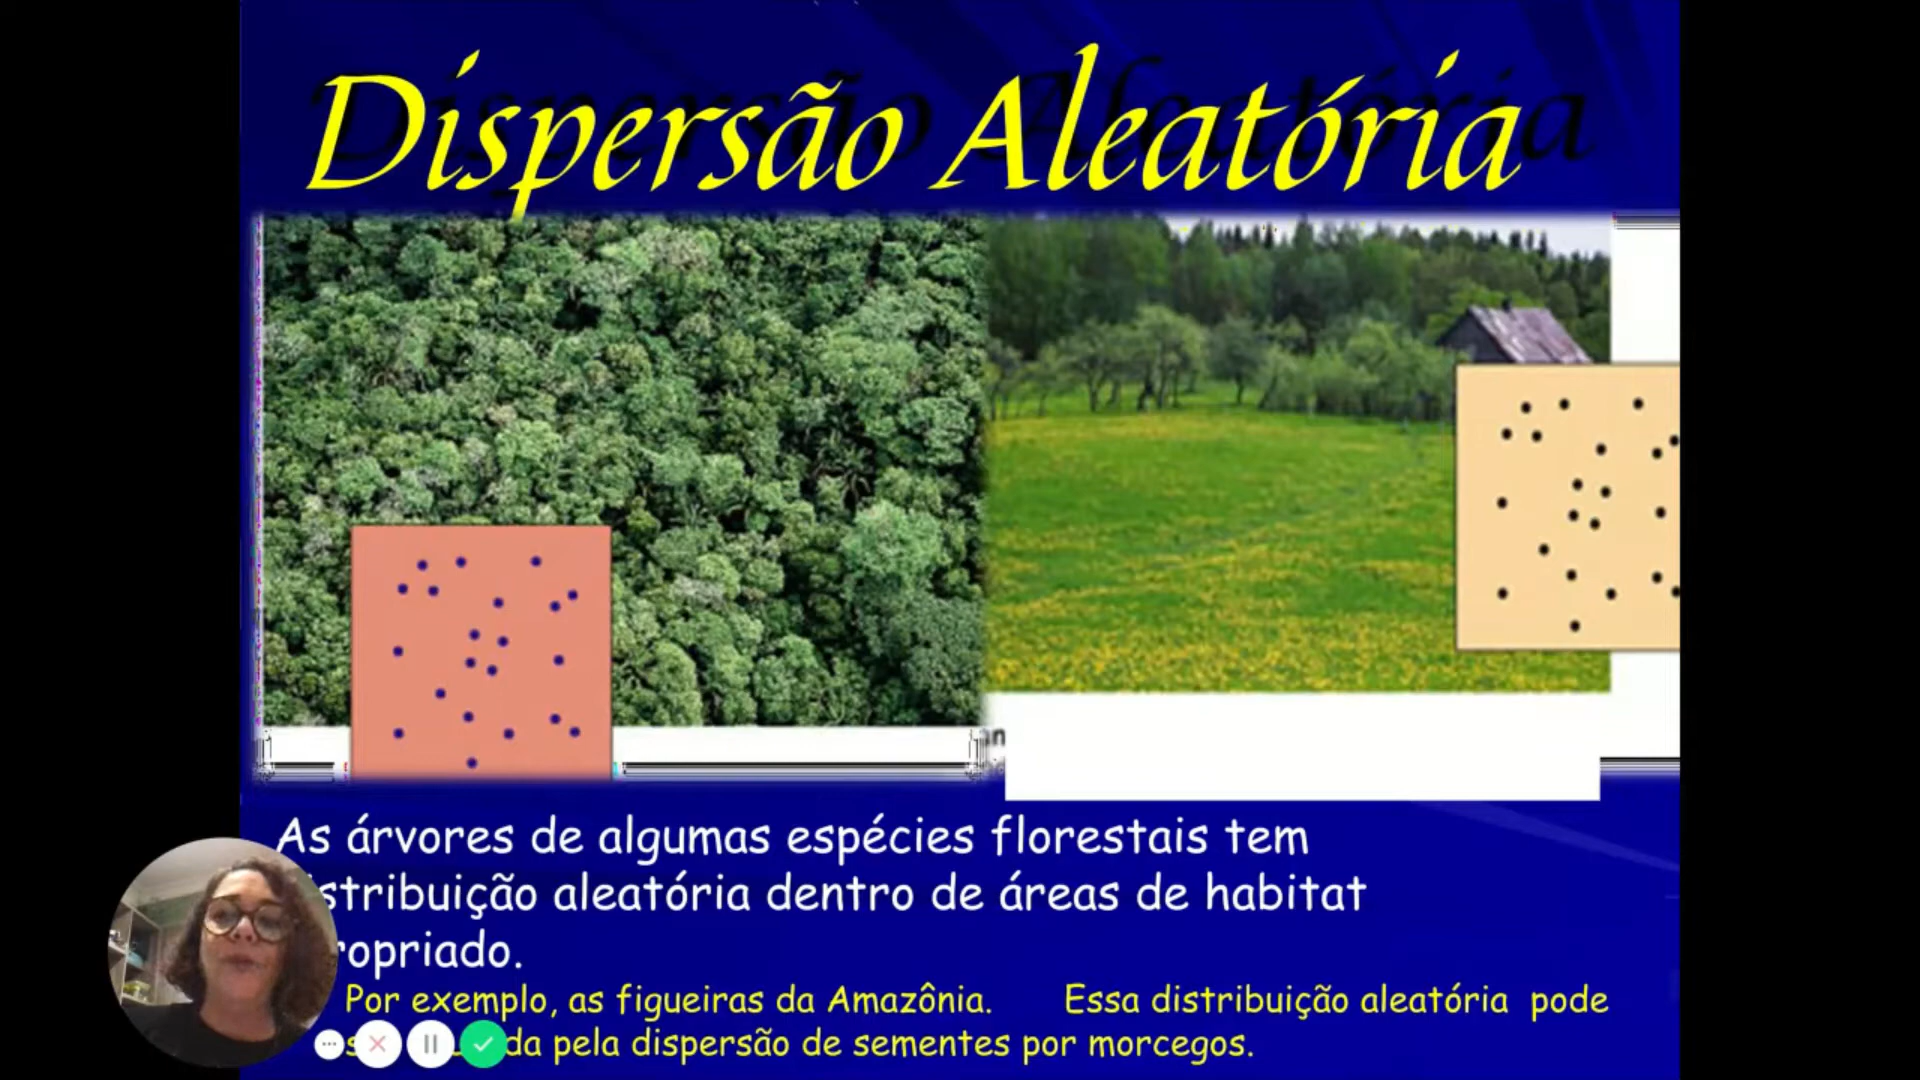 Dispersão Aleatória
As árvores de algumas espécies florestais tem
stribuição aleatória dentro de áreas de habitat
ropriado.
Por exemplo, as figueiras da Amazônia. Essa distribuição aleatória pode
da pela dispersão de sementes por morcegos.